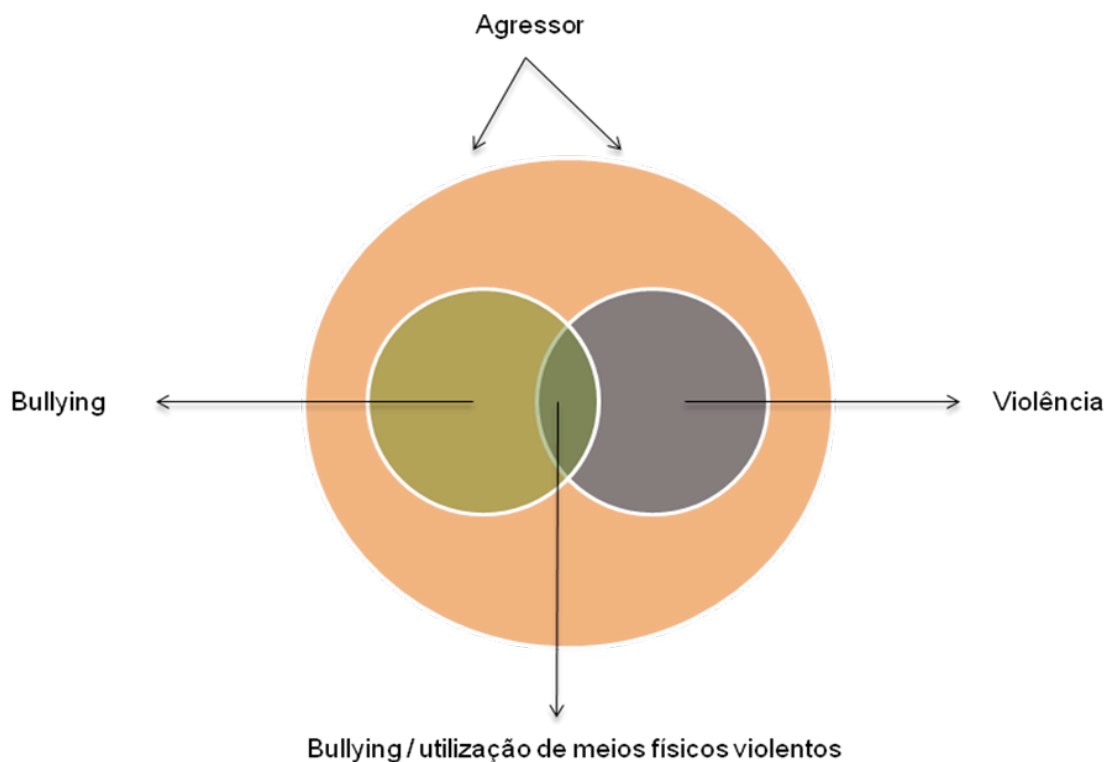 Agressor
Bullying
Violência
Bullying / utilização de meios físicos violentos